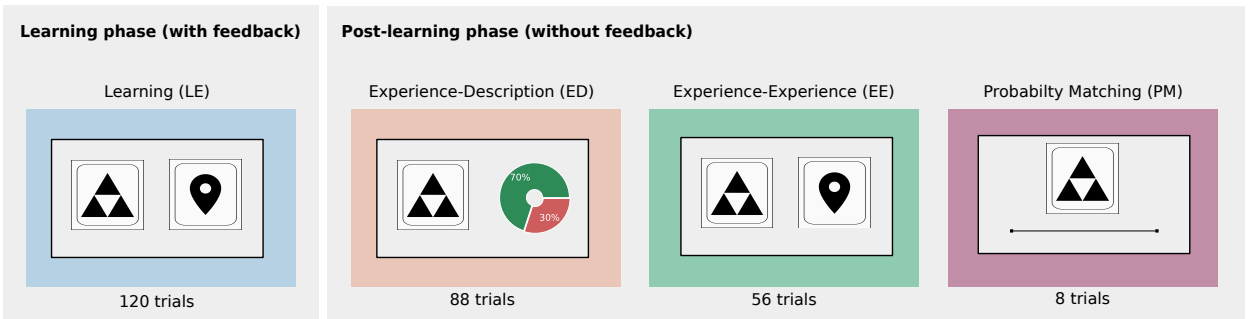 Learning phase (with feedback)
Post-learning phase (without feedback)
Learning (LE)
Experience-Description (ED)
Experience-Experience (EE)
Probabilty Matching (PM)
70%
30%
120 trials
88 trials
56 trials
8 trials